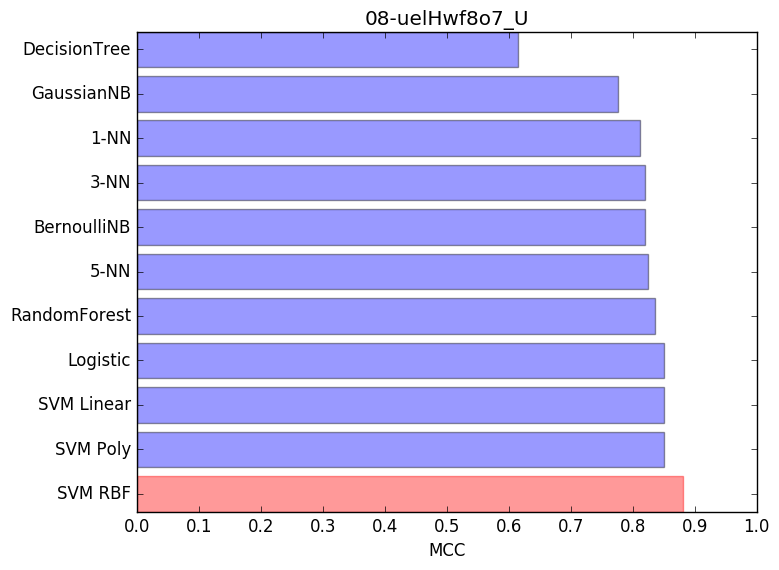 08-uelHwf8o7_U
DecisionTree
GaussianNB
1-NN
3-NN
BernoulliNB
5-NN
RandomForest
Logistic
SVM Linear
SVM Poly
SVM RBF
0.0 0.1 0.2 0.3 0.4 0.5 0.6 0.7 0.8 0.9 1.0
MCC